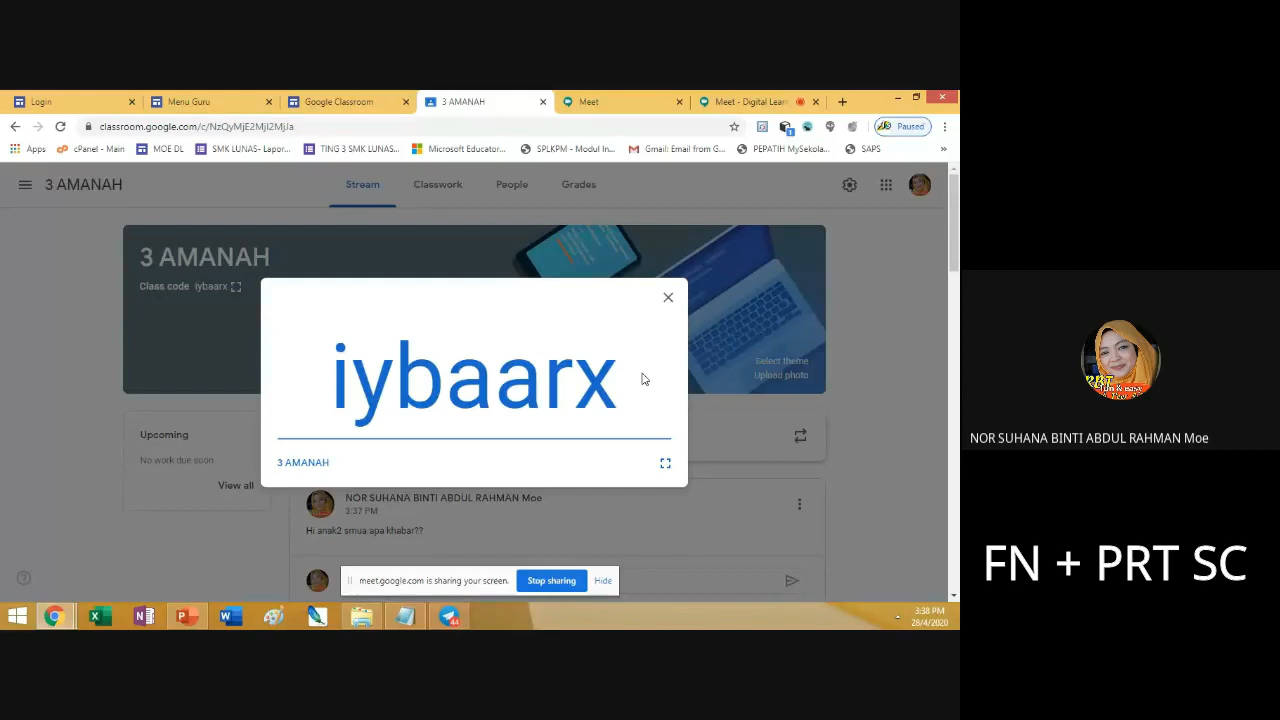 Login
Menu Guru
Google Classroom
3 AMANAH
Meet
Meet - Digital Learn
classroom.google.com/c/NzQyMjE2MjI2MjJa
Paused
Apps
cPanel - Main
MOE DL
SMK LUNAS- Lapor...
TING 3 SMK LUNAS...
Microsoft Educator...
SPLKPM - Modul In...
Gmail: Email from G...
PEPATIH MySekola...
SAPS
3 AMANAH
Stream
Classwork
People
Grades
3 AMANAH
Class code iybaarx
Select theme
Upload photo
iybaarx
3 AMANAH
Upcoming
No work due soon
View all
NOR SUHANA BINTI ABDUL RAHMAN Moe
3:37 PM
Hi anak2 smua apa khabar??
meet.google.com is sharing your screen.
Stop sharing
Hide
44
3:38 PM
28/4/2020
NOR SUHANA BINTI ABDUL RAHMAN Moe
FN + PRT SC